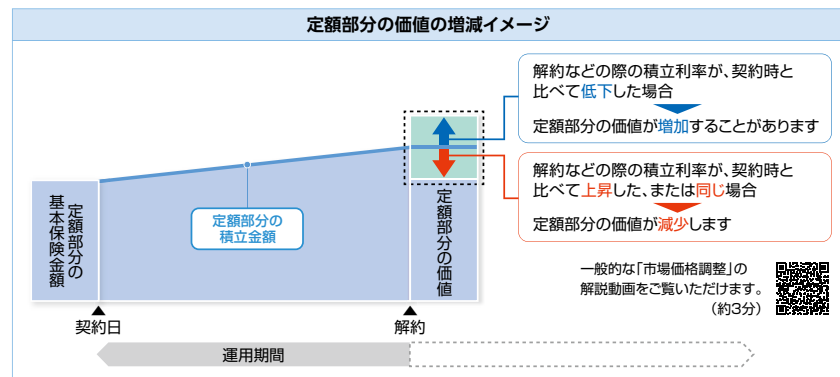 定額部分の価値の増減イメージ
解約などの際の積立利率が、契約時と
比べて低下した場合
定額部分の価値が増加することがあります
解約などの際の積立利率が、契約時と
比べて上昇した、または同じ場合
定額部分の価値が減少します
定額部分の
基本保険金額
定額部分の
積立金額
定額部分の価値
一般的な「市場価格調整」の
解説動画をご覧いただけます。
（約3分）
契約日
解約
運用期間